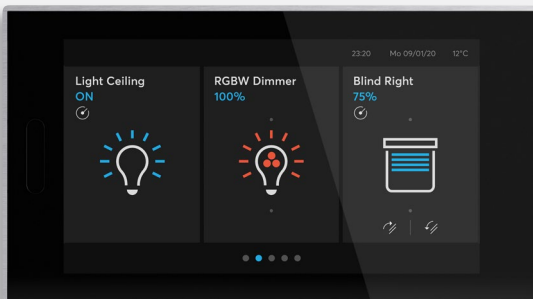 23:20 Mo 09/01/20 12°C
Light Ceiling
ON
RGBW Dimmer
100%
Blind Right
75%